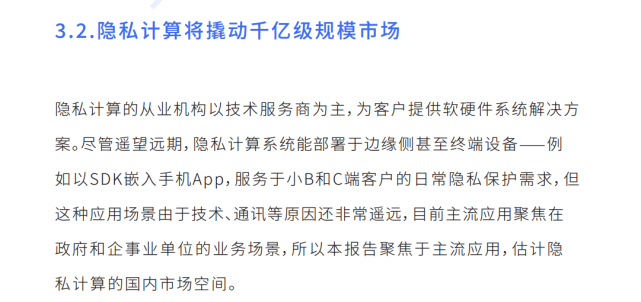 3.2.隐私计算将撬动千亿级规模市场
隐私计算的从业机构以技术服务商为主，为客户提供软硬件系统解决方
案。尽管遥望远期，隐私计算系统能部署于边缘侧甚至终端设备——例
如以SDK嵌入手机App，服务于小B和C端客户的日常隐私保护需求，但
这种应用场景由于技术、通讯等原因还非常遥远，目前主流应用聚焦在
政府和企事业单位的业务场景，所以本报告聚焦于主流应用，估计隐
私计算的国内市场空间。